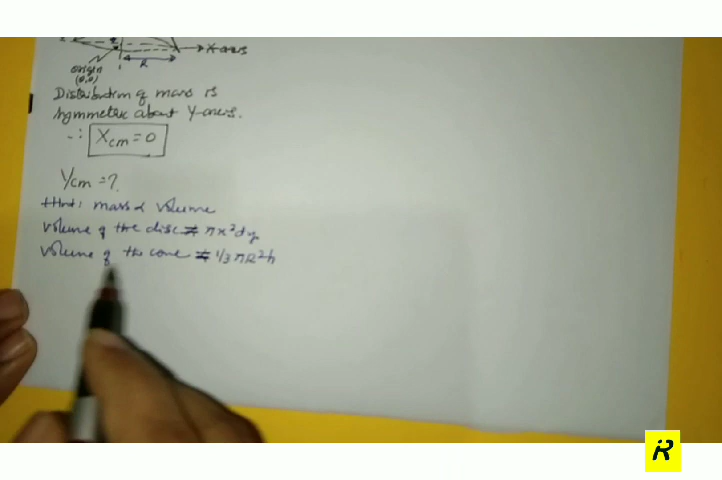 X-axis
R
origin
(0,0)
Distribution of mass is
symmetric about Y-axis.
∴ Xcm = 0
Ycm = ?
Hint: mass α volume
Volume of the disc = πx²dy
Volume of the cone = 1/3 πR²h
iR